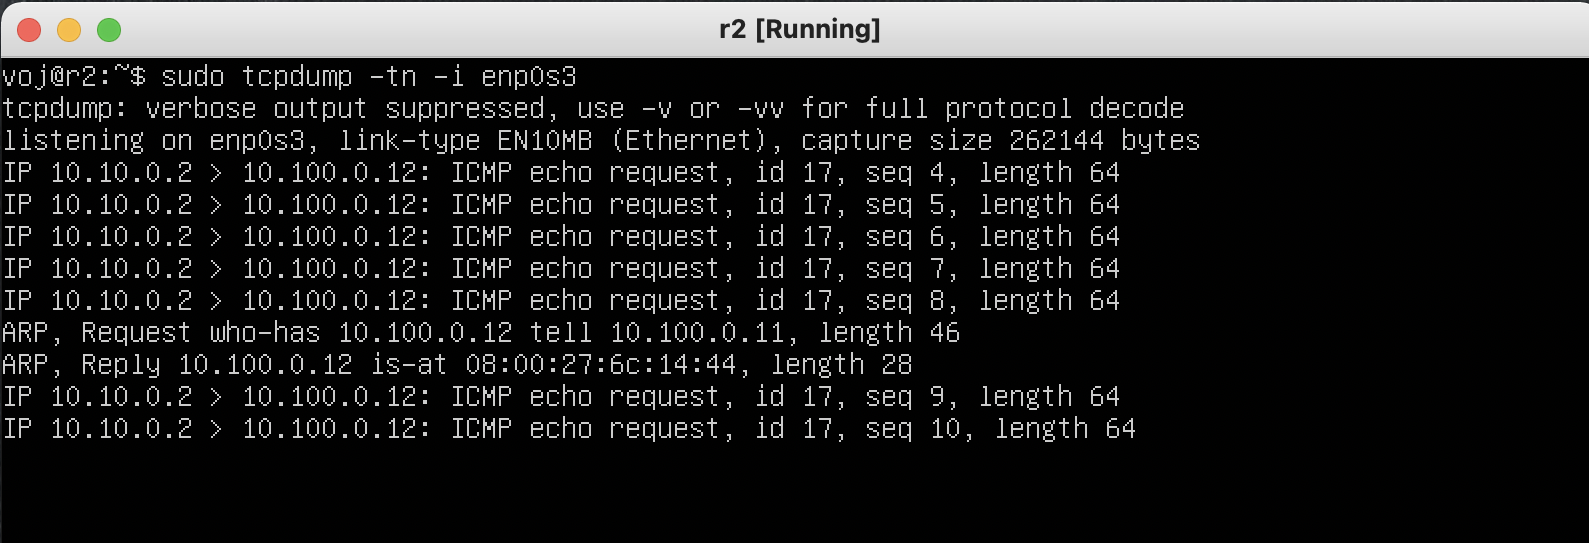 r2 [Running]
voj@r2:~$ sudo tcpdump -tn -i enp0s3
tcpdump: verbose output suppressed, use -v or -vv for full protocol decode
listening on enp0s3, link-type EN10MB (Ethernet), capture size 262144 bytes
IP 10.10.0.2 > 10.100.0.12: ICMP echo request, id 17, seq 4, length 64
IP 10.10.0.2 > 10.100.0.12: ICMP echo request, id 17, seq 5, length 64
IP 10.10.0.2 > 10.100.0.12: ICMP echo request, id 17, seq 6, length 64
IP 10.10.0.2 > 10.100.0.12: ICMP echo request, id 17, seq 7, length 64
IP 10.10.0.2 > 10.100.0.12: ICMP echo request, id 17, seq 8, length 64
ARP, Request who-has 10.100.0.12 tell 10.100.0.11, length 46
ARP, Reply 10.100.0.12 is-at 08:00:27:6c:14:44, length 28
IP 10.10.0.2 > 10.100.0.12: ICMP echo request, id 17, seq 9, length 64
IP 10.10.0.2 > 10.100.0.12: ICMP echo request, id 17, seq 10, length 64